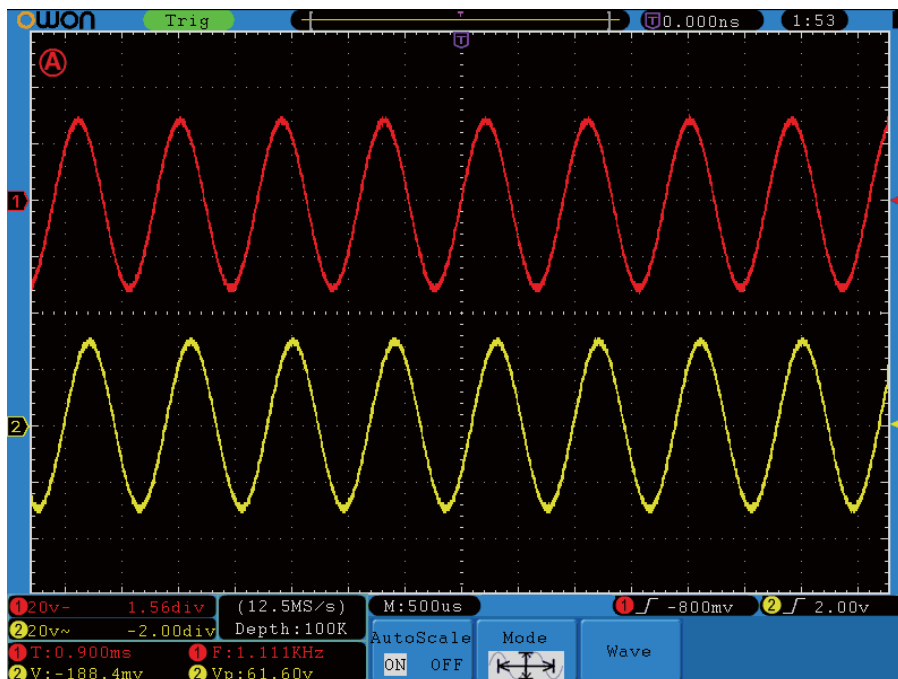 owon Trig T 0.000ns 1:53
T
A
1
2
1 20v- 1.56div (12.5MS/s) M:500us 1 -800mv 2 2.00v
2 20v~ -2.00div Depth:100K
1 T:0.900ms 1 F:1.111KHz
2 V:-188.4mv 2 Vp:61.60v
AutoScale Mode Wave
ON OFF